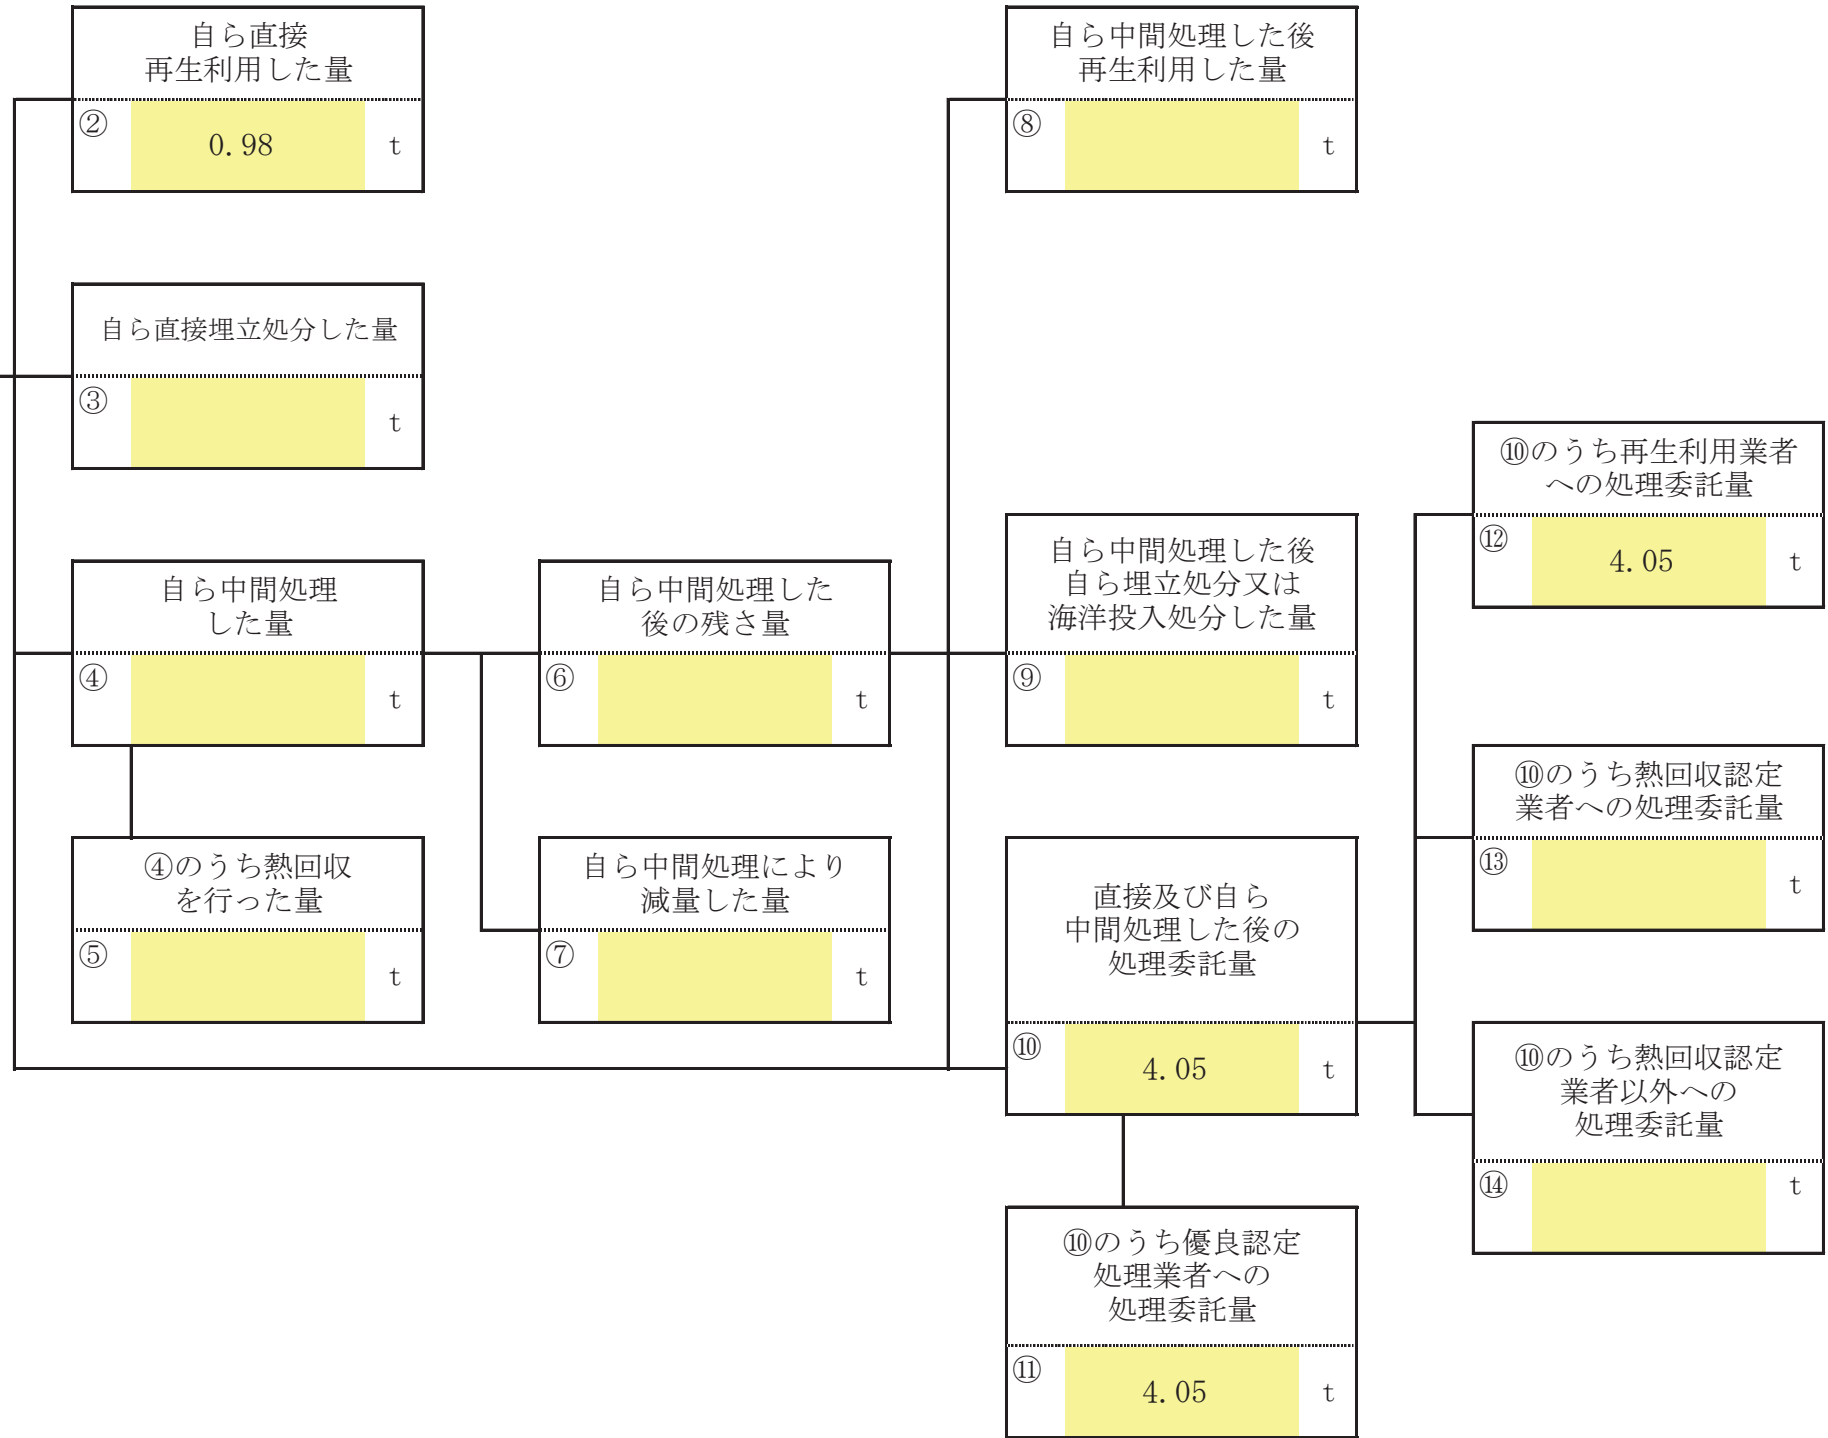 自ら直接
再生利用した量
②
0.98
t
自ら直接埋立処分した量
③
t
自ら中間処理
した量
④
t
④のうち熱回収
を行った量
⑤
t
自ら中間処理した
後の残さ量
⑥
t
自ら中間処理により
減量した量
⑦
t
自ら中間処理した後
再生利用した量
⑧
t
自ら中間処理した後
自ら埋立処分又は
海洋投入処分した量
⑨
t
直接及び自ら
中間処理した後の
処理委託量
⑩
4.05
t
⑩のうち優良認定
処理業者への
処理委託量
⑪
4.05
t
⑩のうち再生利用業者
への処理委託量
⑫
4.05
t
⑩のうち熱回収認定
業者への処理委託量
⑬
t
⑩のうち熱回収認定
業者以外への
処理委託量
⑭
t